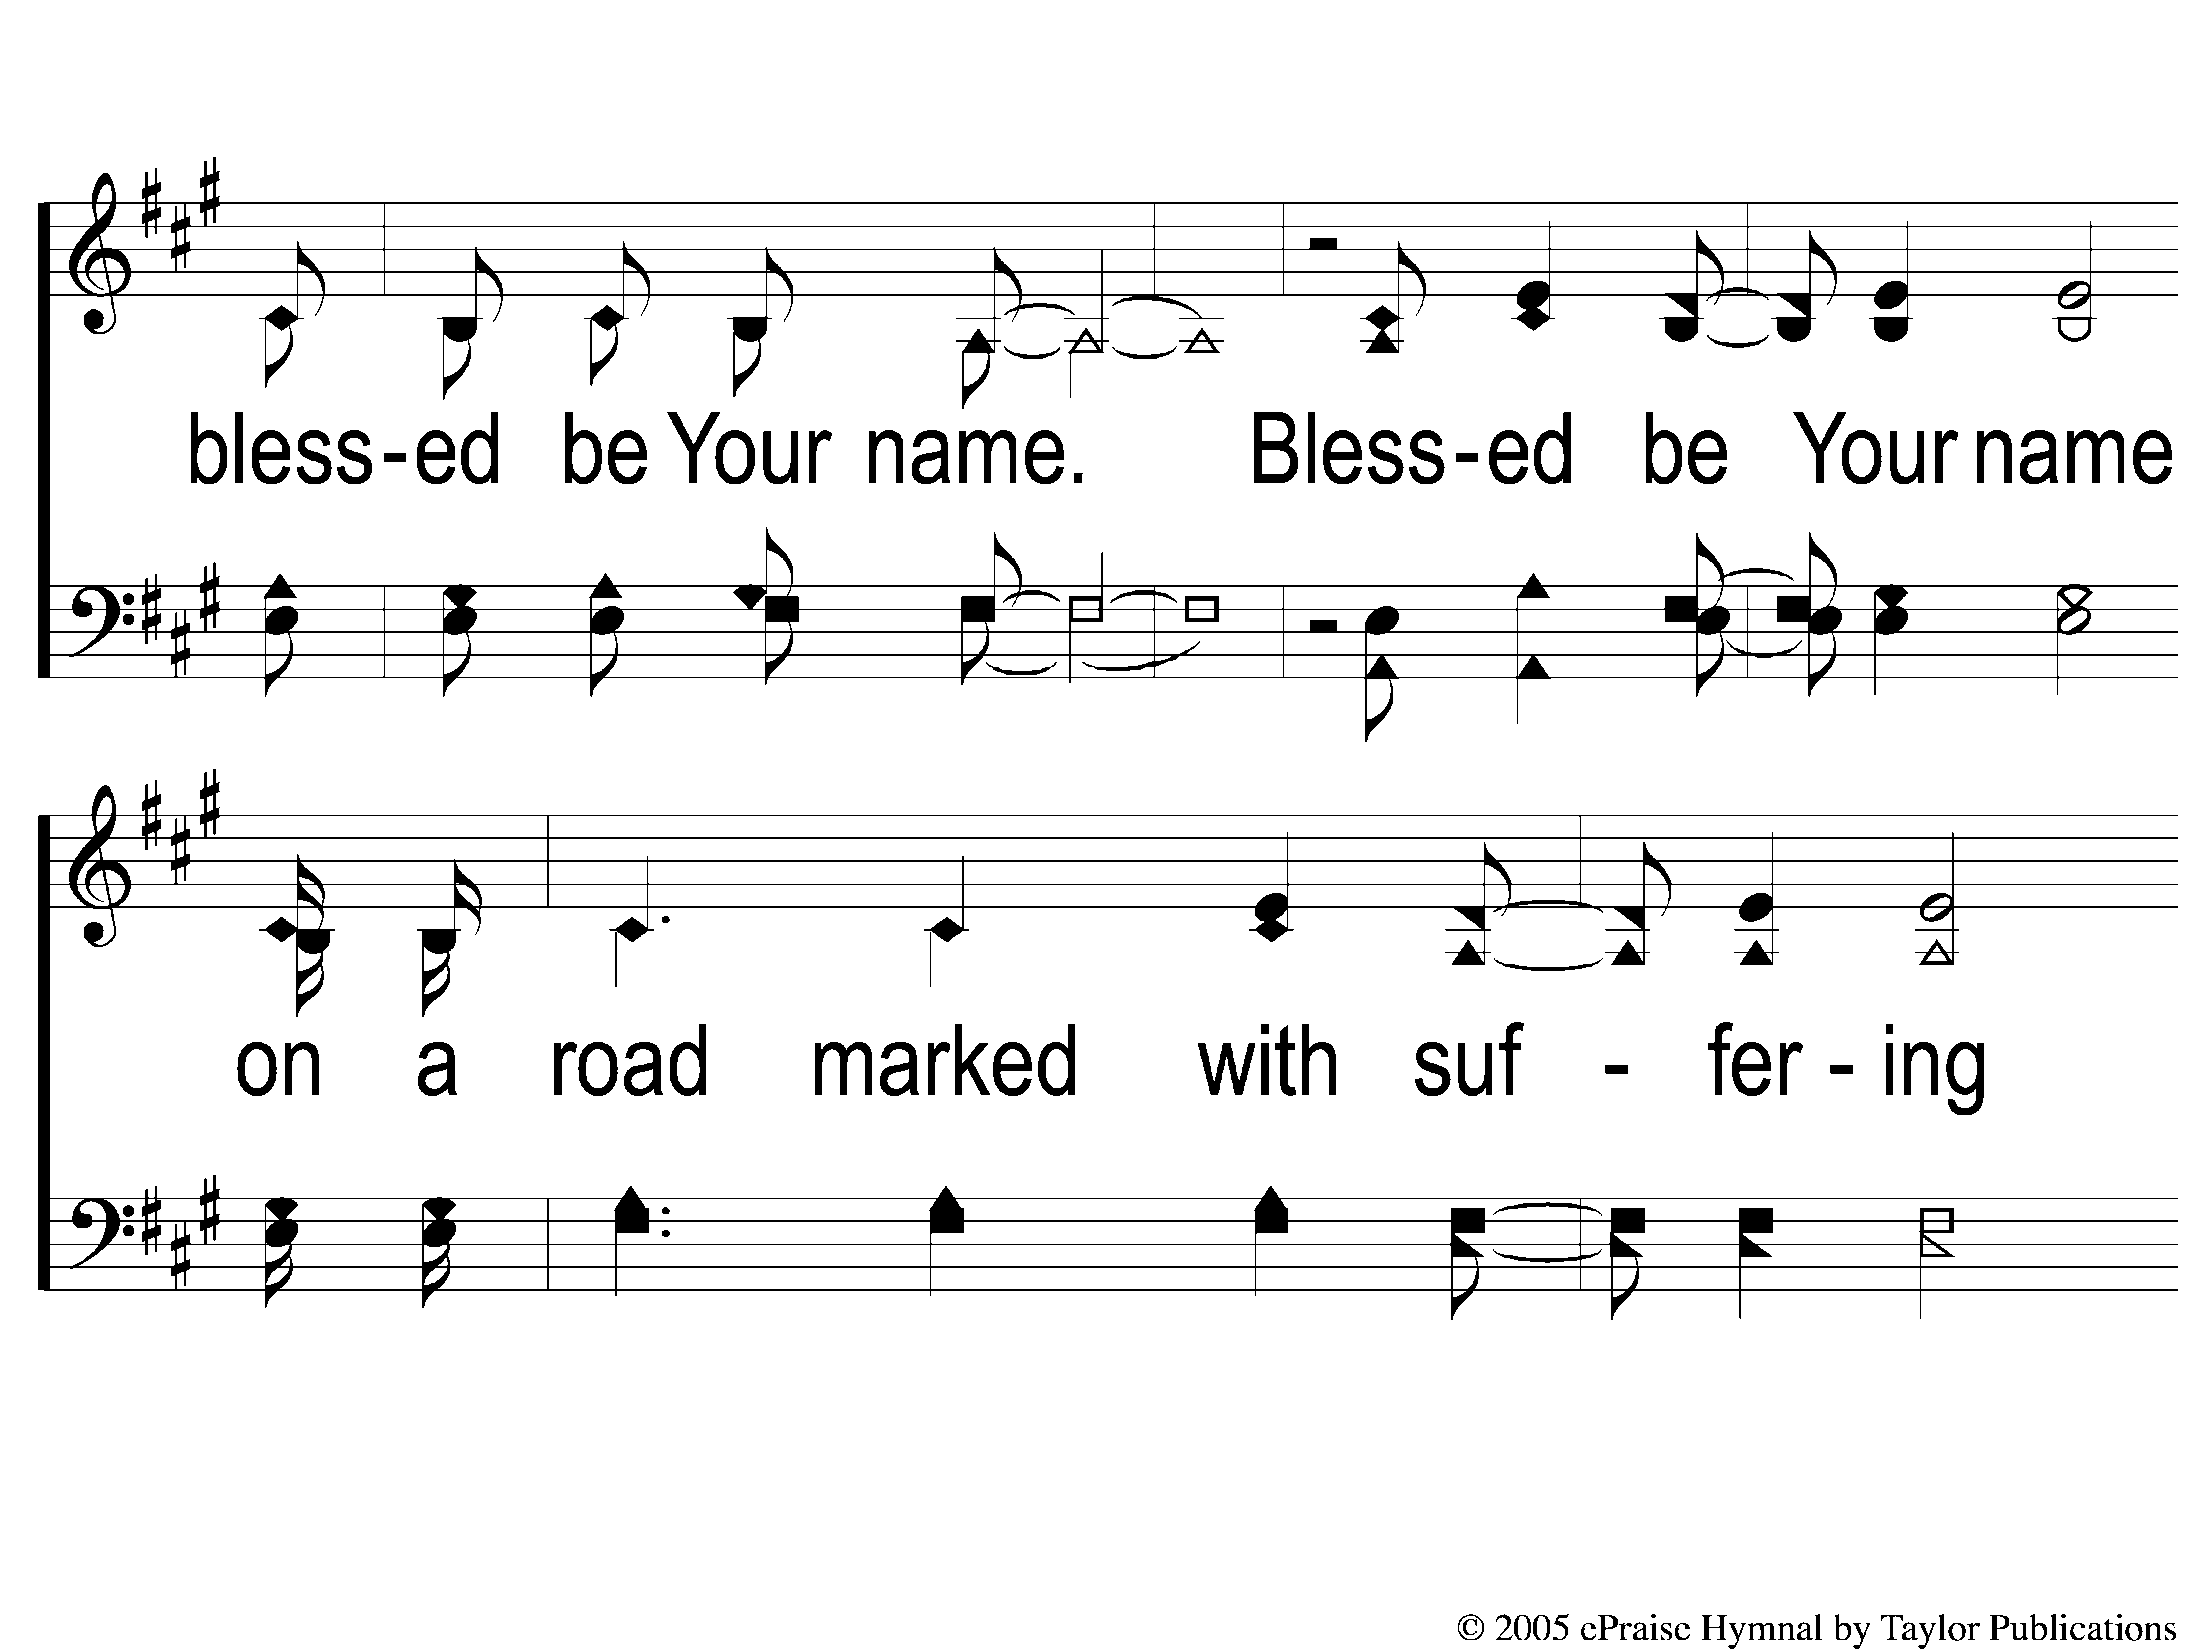 bless-ed be Your name. Bless-ed be Your name
on a road marked with suf - fer - ing
© 2005 ePraise Hymnal by Taylor Publications